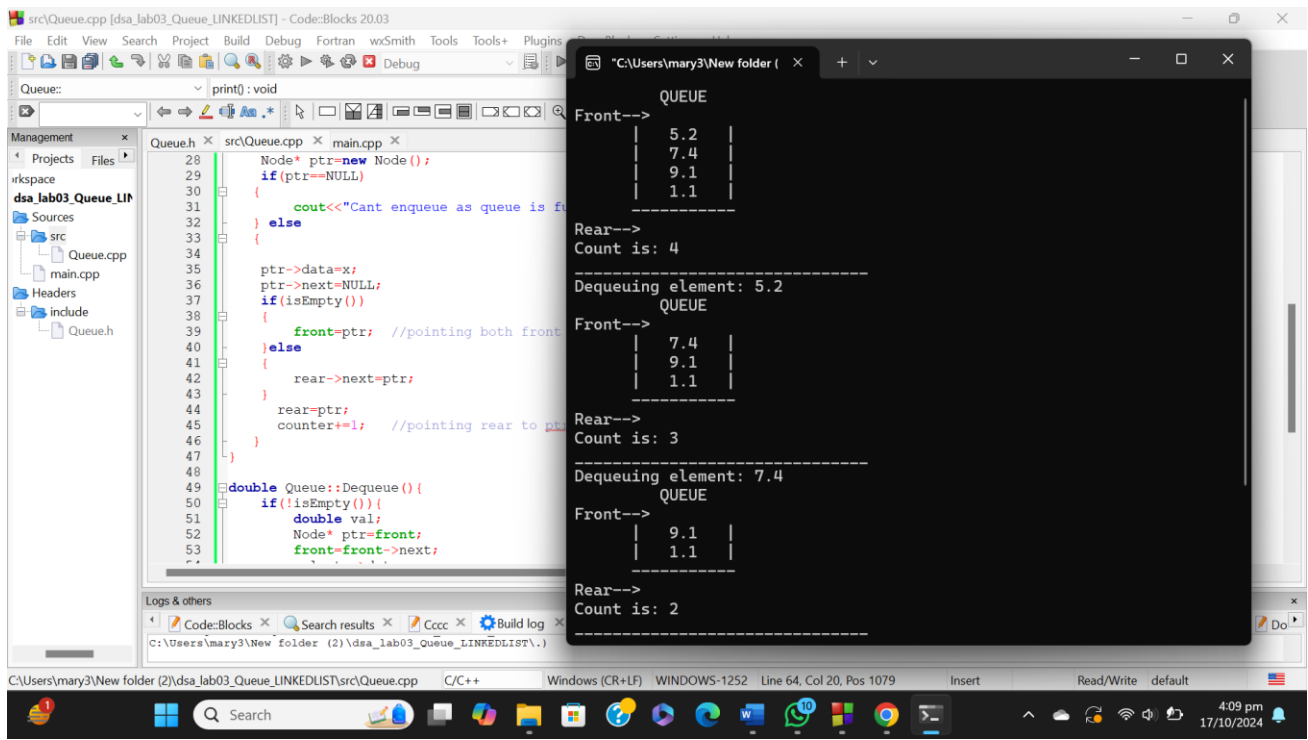 src\Queue.cpp [dsa_lab03_Queue_LINKEDLIST] - Code::Blocks 20.03
File Edit View Search Project Build Debug Fortran wxSmith Tools Tools+ Plugins
Debug
Queue::
print() : void
Management
Projects Files
Queue.h src\Queue.cpp main.cpp
dsa_lab03_Queue_LIN
Sources
src
Queue.cpp
main.cpp
Headers
include
Queue.h
28 Node* ptr=new Node();
29 if(ptr==NULL)
30 {
31 cout<<"Cant enqueue as queue is fu
32 } else
33 {
34
35 ptr->data=x;
36 ptr->next=NULL;
37 if(isEmpty())
38 {
39 front=ptr; //pointing both front
40 }else
41 {
42 rear->next=ptr;
43 }
44 rear=ptr;
45 counter+=1; //pointing rear to ptr
46 }
47 }
48
49 double Queue::Dequeue(){
50 if(!isEmpty()){
51 double val;
52 Node* ptr=front;
53 front=front->next;
"C:\Users\mary3\New folder (
QUEUE
Front-->
| 5.2 |
| 7.4 |
| 9.1 |
| 1.1 |
-----------
Rear-->
Count is: 4
_______________________________
Dequeuing element: 5.2
QUEUE
Front-->
| 7.4 |
| 9.1 |
| 1.1 |
-----------
Rear-->
Count is: 3
_______________________________
Dequeuing element: 7.4
QUEUE
Front-->
| 9.1 |
| 1.1 |
-----------
Rear-->
Count is: 2
_______________________________
Logs & others
Code::Blocks Search results Cccc Build log Do
C:\Users\mary3\New folder (2)\dsa_lab03_Queue_LINKEDLIST\.)
C:\Users\mary3\New folder (2)\dsa_lab03_Queue_LINKEDLIST\src\Queue.cpp C/C++ Windows (CR+LF) WINDOWS-1252 Line 64, Col 20, Pos 1079 Insert Read/Write default
1
Search
10
4:09 pm
17/10/2024